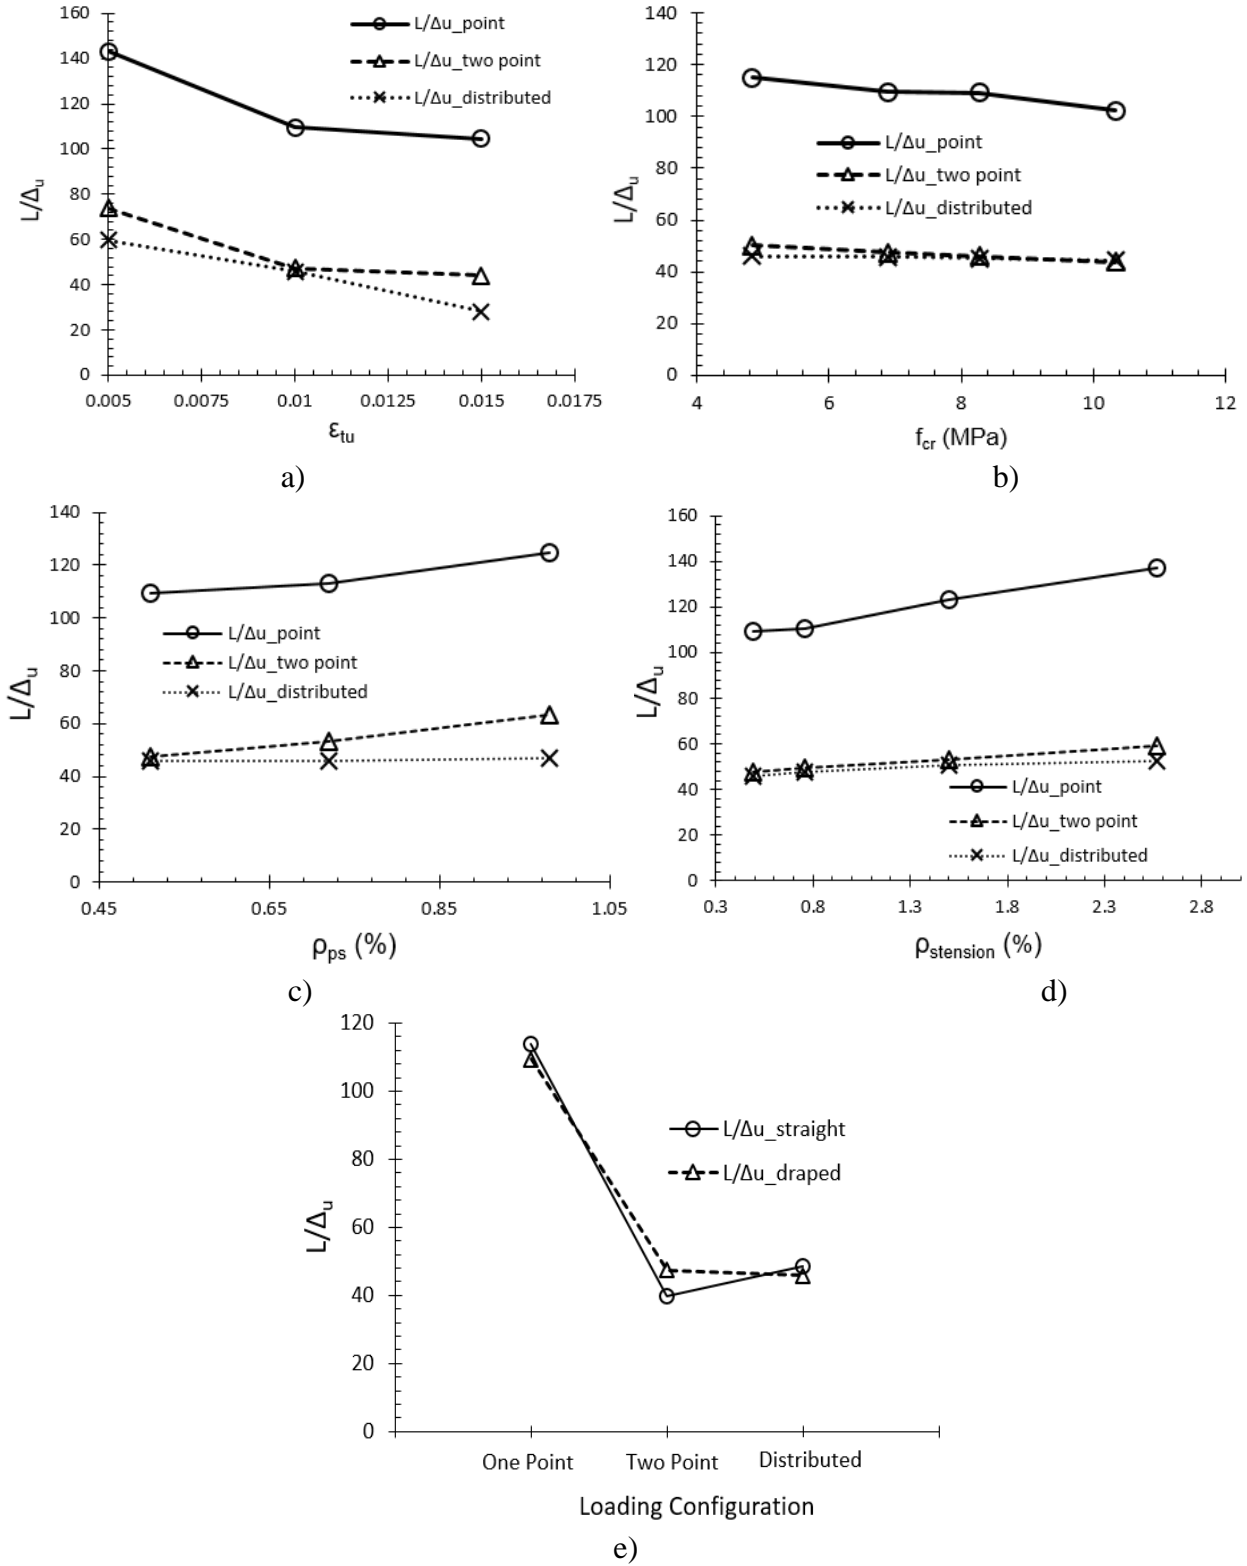 160
140
120
100
80
60
40
20
0
L/Δu
L/Δu_point
L/Δu_two point
L/Δu_distributed
0.005 0.0075 0.01 0.0125 0.015 0.0175
εtu
a)
140
120
100
80
60
40
20
0
L/Δu
L/Δu_point
L/Δu_two point
L/Δu_distributed
4 6 8 10 12
fcr (MPa)
b)
140
120
100
80
60
40
20
0
L/Δu
L/Δu_point
L/Δu_two point
L/Δu_distributed
0.45 0.65 0.85 1.05
ρps (%)
c)
160
140
120
100
80
60
40
20
0
L/Δu
L/Δu_point
L/Δu_two point
L/Δu_distributed
0.3 0.8 1.3 1.8 2.3 2.8
ρstension (%)
d)
120
100
80
60
40
20
0
L/Δu
L/Δu_straight
L/Δu_draped
One Point Two Point Distributed
Loading Configuration
e)